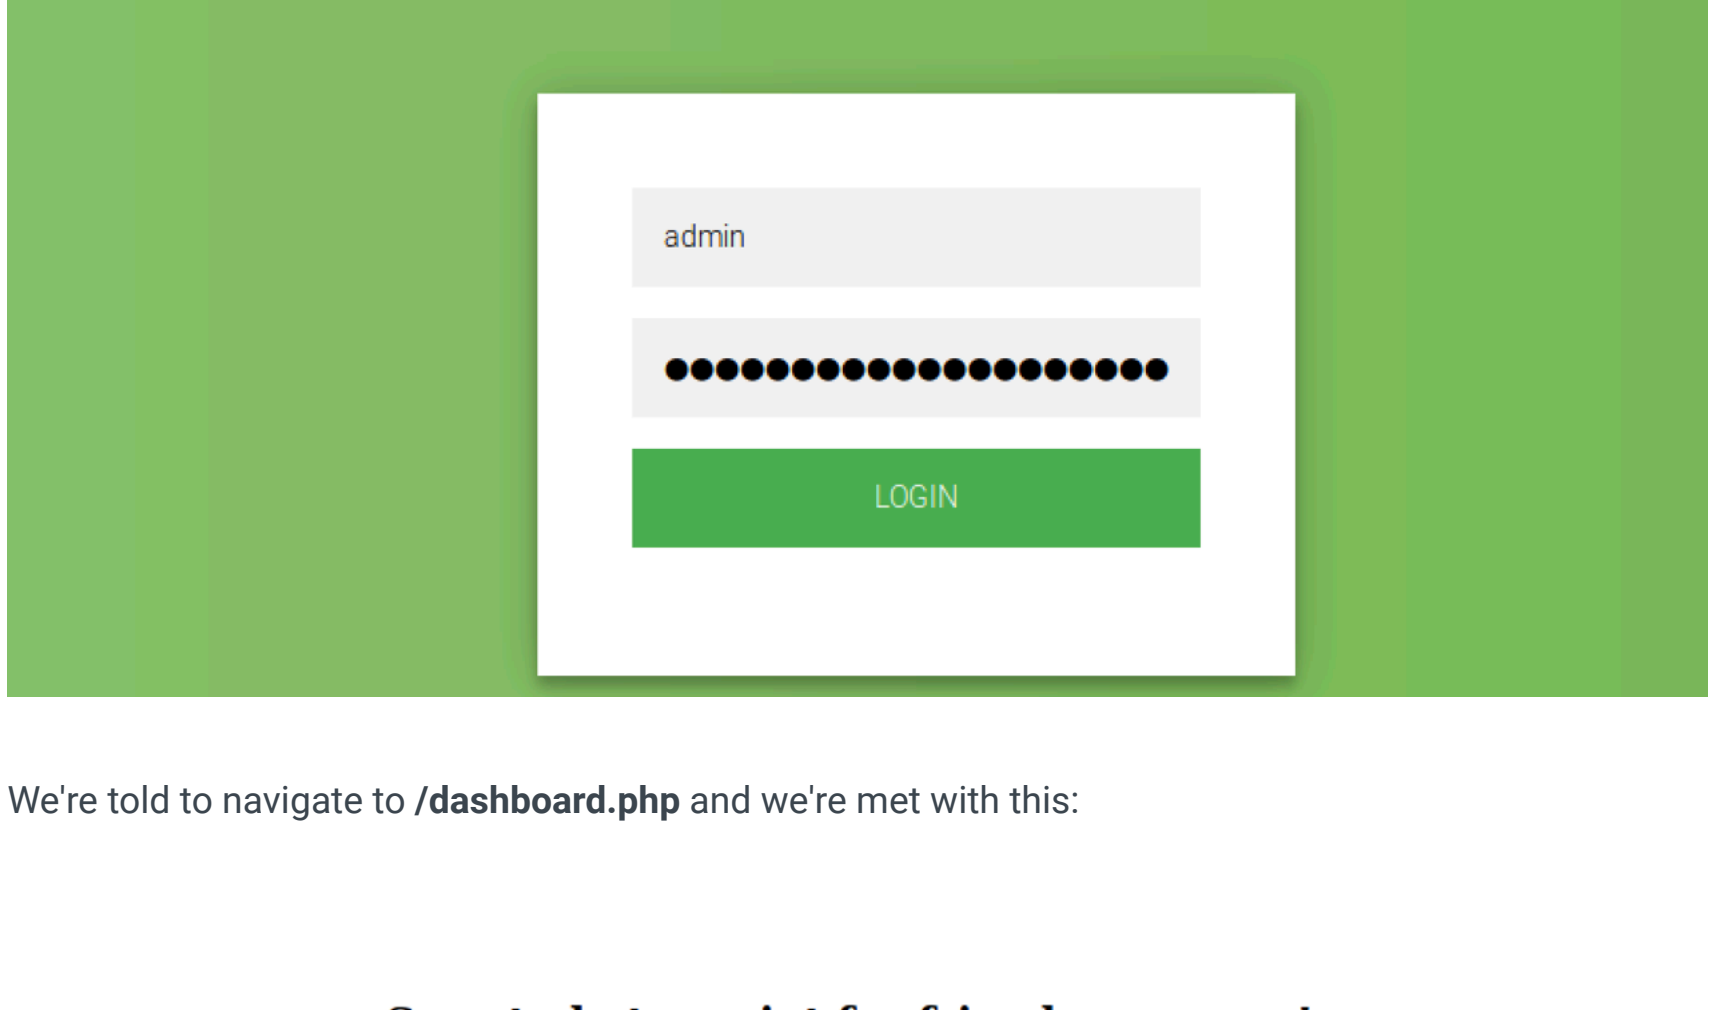 admin
●●●●●●●●●●●●●●●●●●●●
LOGIN
We're told to navigate to /dashboard.php and we're met with this: